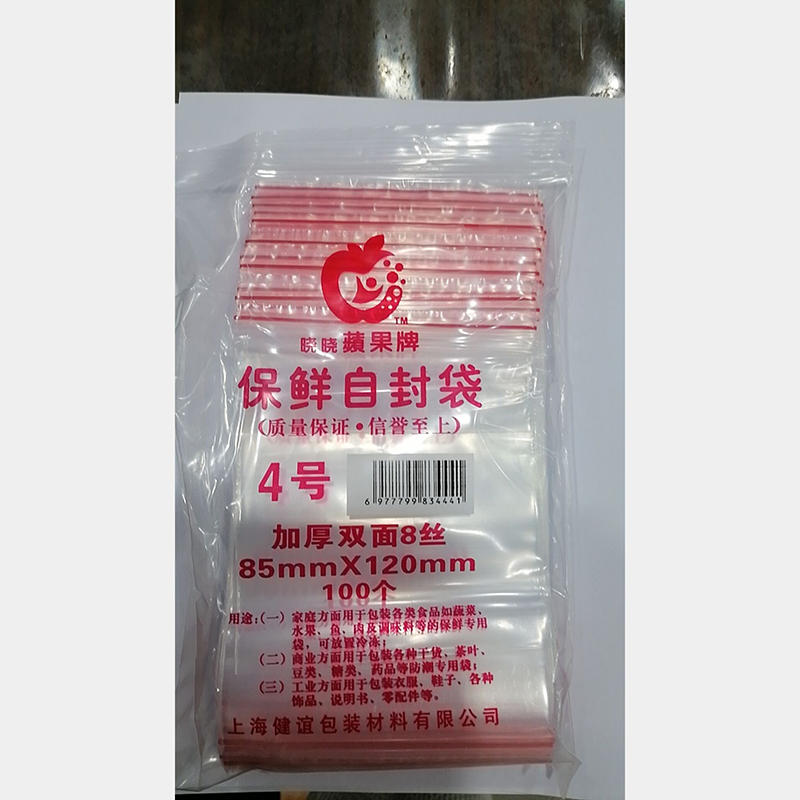 TM
晓晓蘋果牌
保鲜自封袋
（质量保证·信誉至上）
4号
6 977799 834441
加厚双面8丝
85mmX120mm
100个
用途:（一）家庭方面用于包装各类食品如蔬菜、
水果、鱼、肉及调味料等的保鲜专用
袋，可放置冷冻；
（二）商业方面用于包装各种干货、茶叶、
豆类、糖类、药品等防潮专用袋；
（三）工业方面用于包装衣服、鞋子、各种
饰品、说明书、零配件等。
上海健谊包装材料有限公司